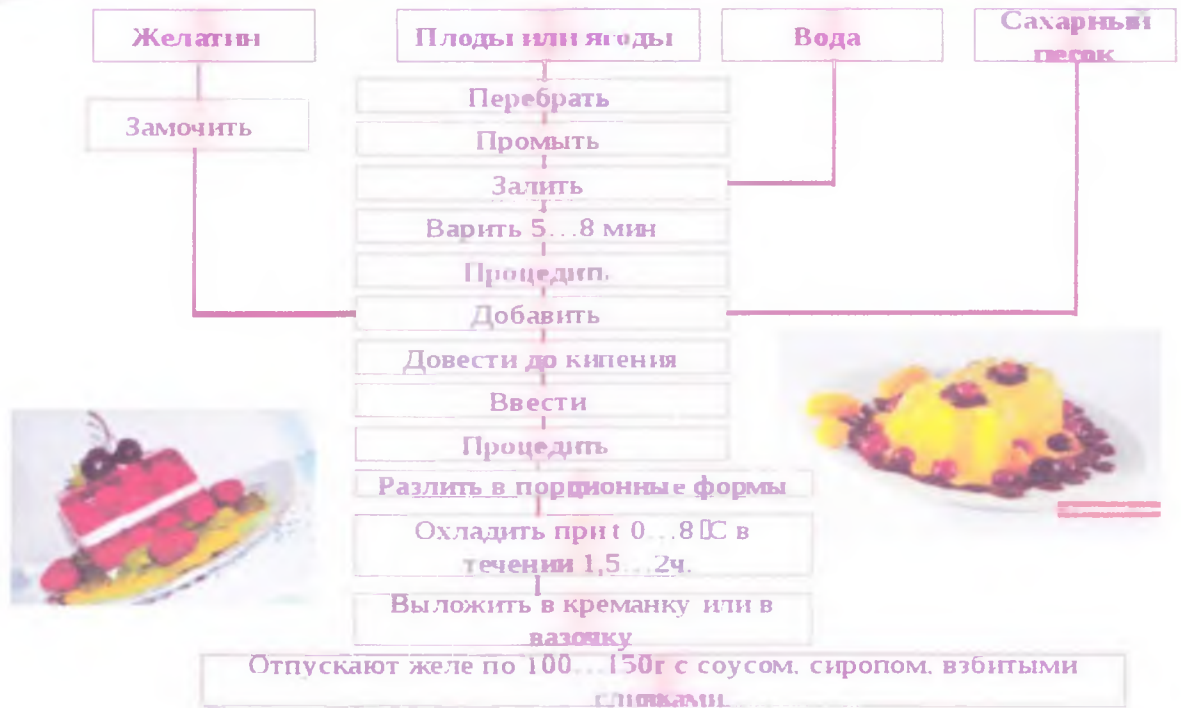 Желатин
Плоды или ягоды
Вода
Сахарный
песок
Замочить
Перебрать
Промыть
Залить
Варить 5...8 мин
Процедить
Добавить
Довести до кипения
Ввести
Процедить
Разлить в порционные формы
Охладить при t 0...8 С в
течении 1,5...2ч.
Выложить в креманку или в
вазочку
Отпускают желе по 100...150г с соусом, сиропом, взбитыми
сливками.